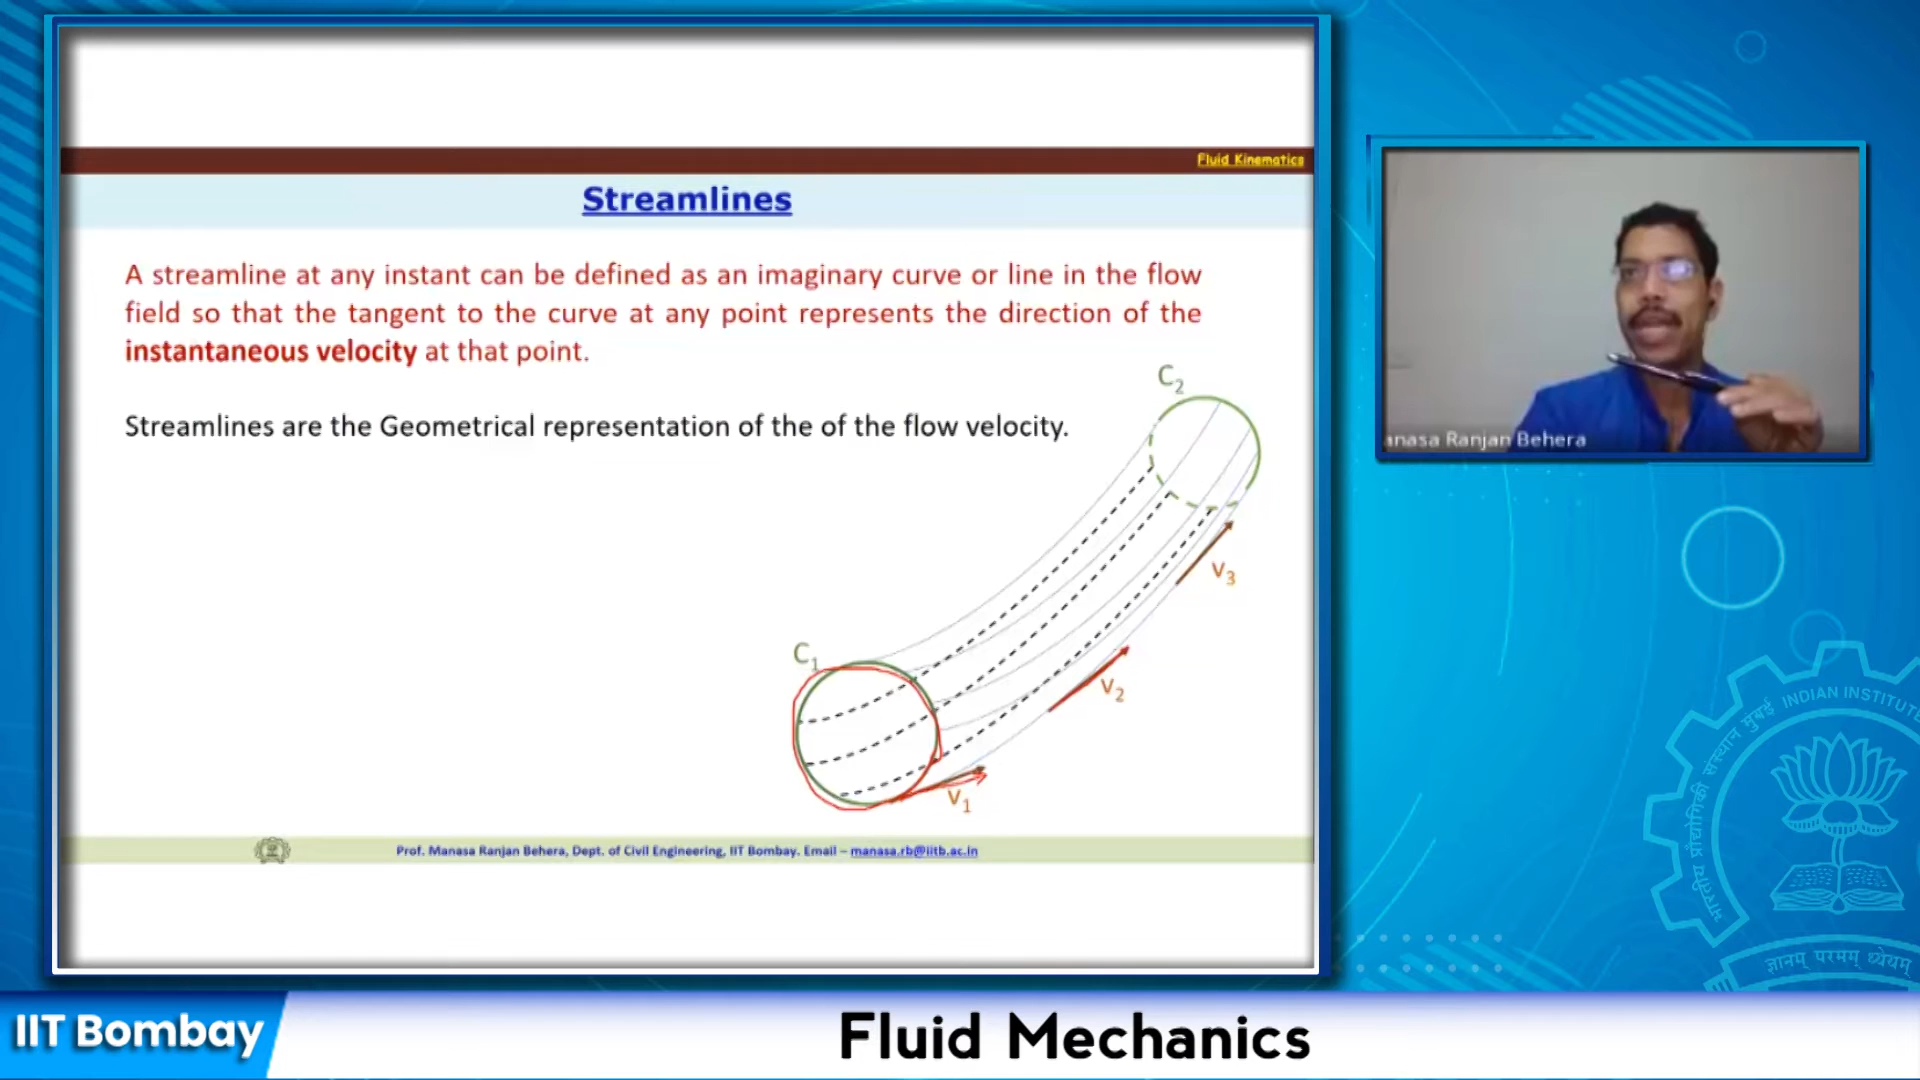 Fluid Kinematics
Streamlines
A streamline at any instant can be defined as an imaginary curve or line in the flow
field so that the tangent to the curve at any point represents the direction of the
instantaneous velocity at that point.
Streamlines are the Geometrical representation of the of the flow velocity.
C2
C1
V3
V2
V1
Prof. Manasa Ranjan Behera, Dept. of Civil Engineering, IIT Bombay. Email – manasa.rb@iitb.ac.in
anasa Ranjan Behera
भारतीय प्रौद्योगिकी संस्थान मुंबई INDIAN INSTITUTE
ज्ञानम् परमम् ध्येयम्
IIT Bombay
Fluid Mechanics